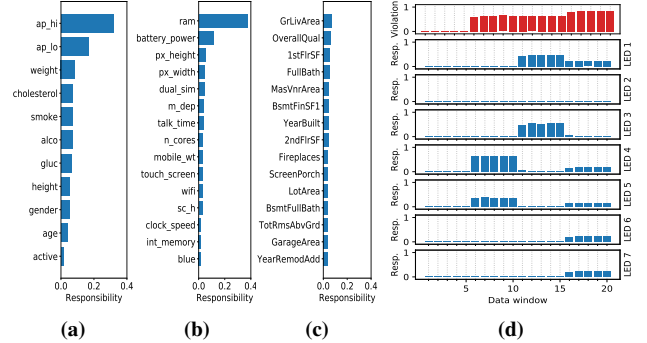 ap_hi
ap_lo
weight
cholesterol
smoke
alco
gluc
height
gender
age
active
0.0 0.2 0.4
Responsibility
(a)
ram
battery_power
px_height
px_width
dual_sim
m_dep
talk_time
n_cores
mobile_wt
touch_screen
wifi
sc_h
clock_speed
int_memory
blue
0.0 0.2 0.4
Responsibility
(b)
GrLivArea
OverallQual
1stFlrSF
FullBath
MasVnrArea
BsmtFinSF1
YearBuilt
2ndFlrSF
Fireplaces
ScreenPorch
LotArea
BsmtFullBath
TotRmsAbvGrd
GarageArea
YearRemodAdd
0.0 0.2 0.4
Responsibility
(c)
Violation
1
0
Resp.
1
0
LED 1
Resp.
1
0
LED 2
Resp.
1
0
LED 3
Resp.
1
0
LED 4
Resp.
1
0
LED 5
Resp.
1
0
LED 6
Resp.
1
0
LED 7
5 10 15 20
Data window
(d)